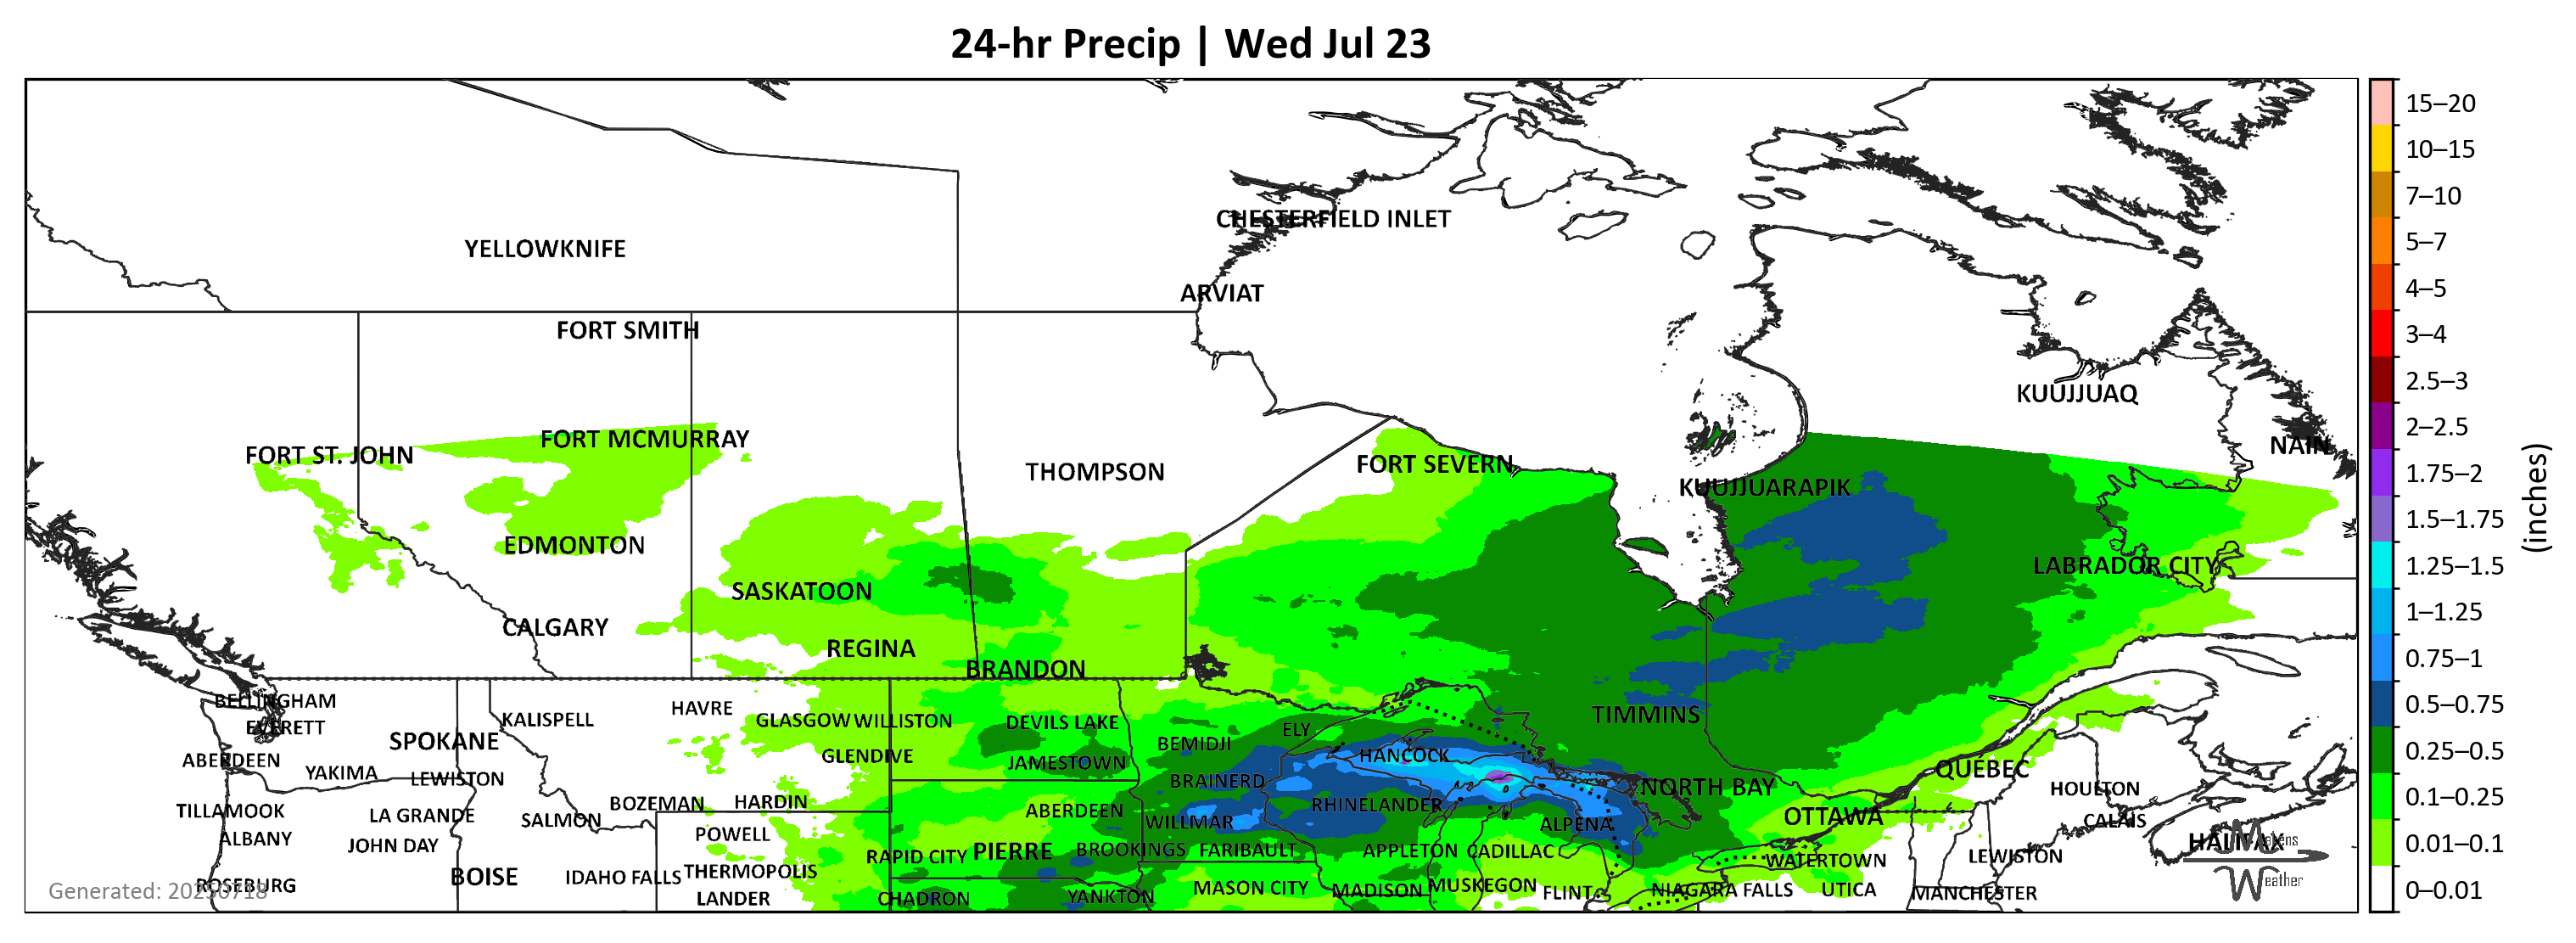 24-hr Precip | Wed Jul 23
CHESTERFIELD INLET
YELLOWKNIFE
ARVIAT
FORT SMITH
KUUJJUAQ
FORT MCMURRAY
NAIN
FORT ST. JOHN
FORT SEVERN
THOMPSON
KUUJJUARAPIK
EDMONTON
LABRADOR CITY
SASKATOON
CALGARY
REGINA
BRANDON
BELLINGHAM
HAVRE
KALISPELL
GLASGOW
WILLISTON
DEVILS LAKE
TIMMINS
EVERETT
ELY
SPOKANE
BEMIDJI
HANCOCK
GLENDIVE
ABERDEEN
JAMESTOWN
QUÉBEC
YAKIMA
LEWISTON
BRAINERD
NORTH BAY
HOULTON
BOZEMAN
HARDIN
RHINELANDER
TILLAMOOK
LA GRANDE
SALMON
ABERDEEN
WILLMAR
ALPENA
OTTAWA
CALAIS
ALBANY
JOHN DAY
POWELL
HALIFAX
RAPID CITY
PIERRE
BROOKINGS
FARIBAULT
APPLETON
CADILLAC
WATERTOWN
LEWISTON
BOISE
IDAHO FALLS
THERMOPOLIS
Weather
ROSEBURG
Generated: 20250718
LANDER
CHADRON
YANKTON
MASON CITY
MADISON
MUSKEGON
FLINT
NIAGARA FALLS
UTICA
MANCHESTER
15–20
10–15
7–10
5–7
4–5
3–4
2.5–3
2–2.5
1.75–2
1.5–1.75
1.25–1.5
1–1.25
0.75–1
0.5–0.75
0.25–0.5
0.1–0.25
0.01–0.1
0–0.01
(inches)